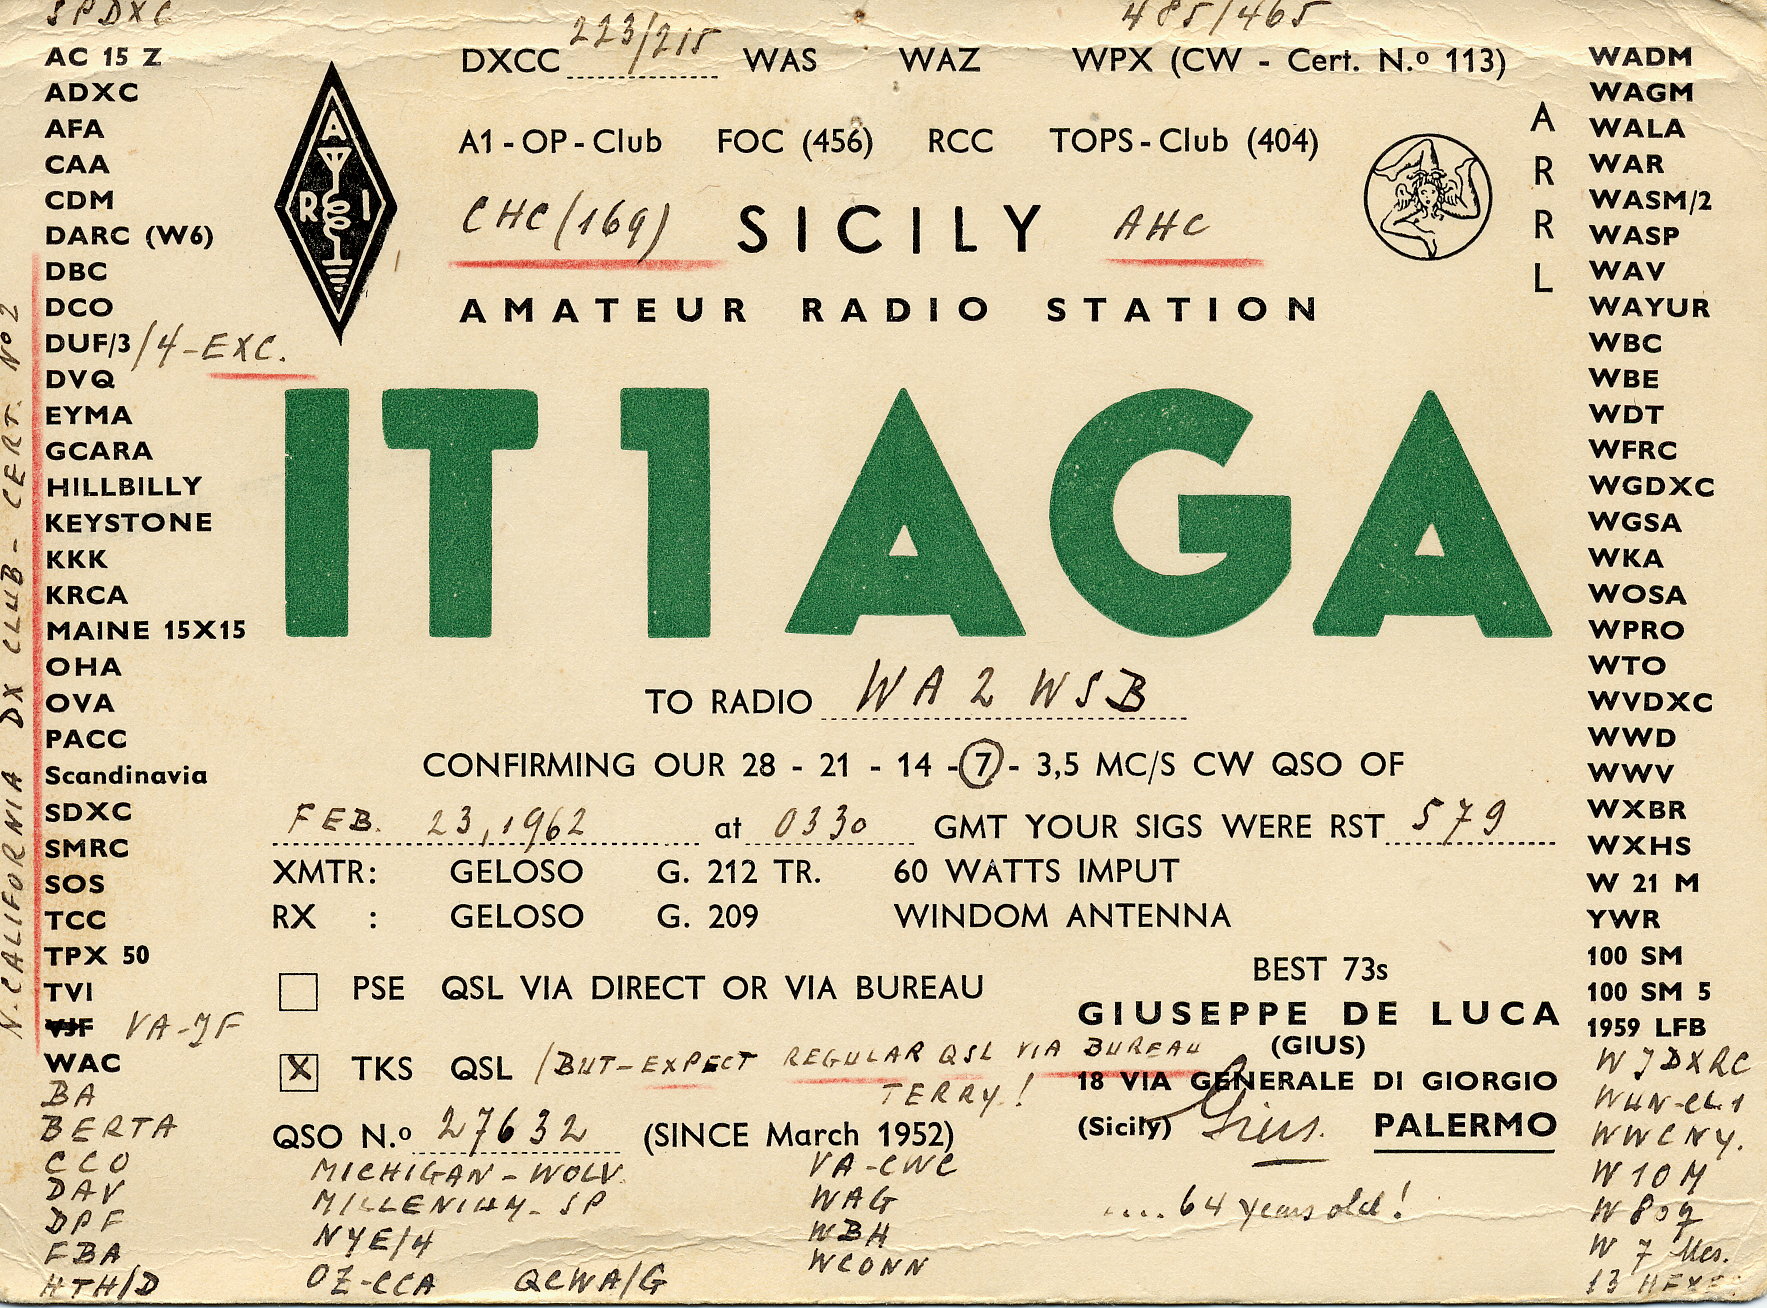 SPDXC
AC 15 Z
ADXC
AFA
CAA
CDM
DARC (W6)
DBC
DCO
DUF/3 /4-EXC.
DVQ
EYMA
GCARA
HILLBILLY
KEYSTONE
KKK
KRCA
MAINE 15X15
OHA
OVA
PACC
Scandinavia
SDXC
SMRC
SOS
TCC
TPX 50
TVI
VJF VA-JF
WAC
BA
BERTA
CCO
DAV
DPF
FBA
HTH/D
N. CALIFORNIA DX CLUB - CERT. No 2
DXCC 223/215 WAS WAZ 485/465 WPX (CW - Cert. N.o 113)
A1 - OP - Club FOC (456) RCC TOPS - Club (404)
A R I
CHC (169) SICILY AHC
AMATEUR RADIO STATION
IT1AGA
TO RADIO WA2WSB
CONFIRMING OUR 28 - 21 - 14 - 7 - 3,5 MC/S CW QSO OF
FEB. 23, 1962 at 0330 GMT YOUR SIGS WERE RST 579
XMTR: GELOSO G. 212 TR. 60 WATTS IMPUT
RX : GELOSO G. 209 WINDOM ANTENNA
PSE QSL VIA DIRECT OR VIA BUREAU
X TKS QSL /BUT-EXPECT REGULAR QSL VIA BUREAU
TERRY!
QSO N.o 27632 (SINCE March 1952)
BEST 73s
GIUSEPPE DE LUCA
(GIUS)
18 VIA GENERALE DI GIORGIO
(Sicily) Gius. PALERMO
.... 64 years old!
MICHIGAN-WOLV.
MILLENIUM-SP
NYE/4
OZ-CCA QCWA/G
VA-CWC
WAG
WBH
WCONN
A
R
R
L
WADM
WAGM
WALA
WAR
WASM/2
WASP
WAV
WAYUR
WBC
WBE
WDT
WFRC
WGDXC
WGSA
WKA
WOSA
WPRO
WTO
WVDXC
WWD
WWV
WXBR
WXHS
W 21 M
YWR
100 SM
100 SM 5
1959 LFB
WJDXRC
WWCNY.
W 10 M
W 7
13